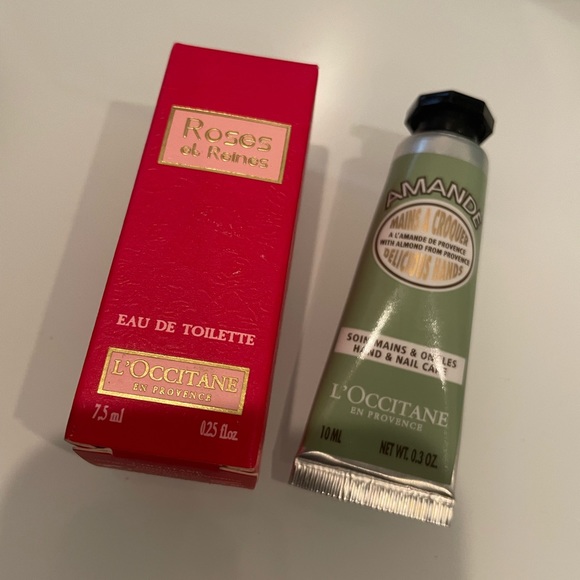 Roses
et Reines
EAU DE TOILETTE
L'OCCITANE
EN PROVENCE
7,5 ml 0.25 fl.oz.
AMANDE
MAINS À CROQUER
À L'AMANDE DE PROVENCE
WITH ALMOND FROM PROVENCE
DELICIOUS HANDS
SOIN MAINS & ONGLES
HAND & NAIL CARE
L'OCCITANE
EN PROVENCE
10 ML NET WT. 0.3 OZ.